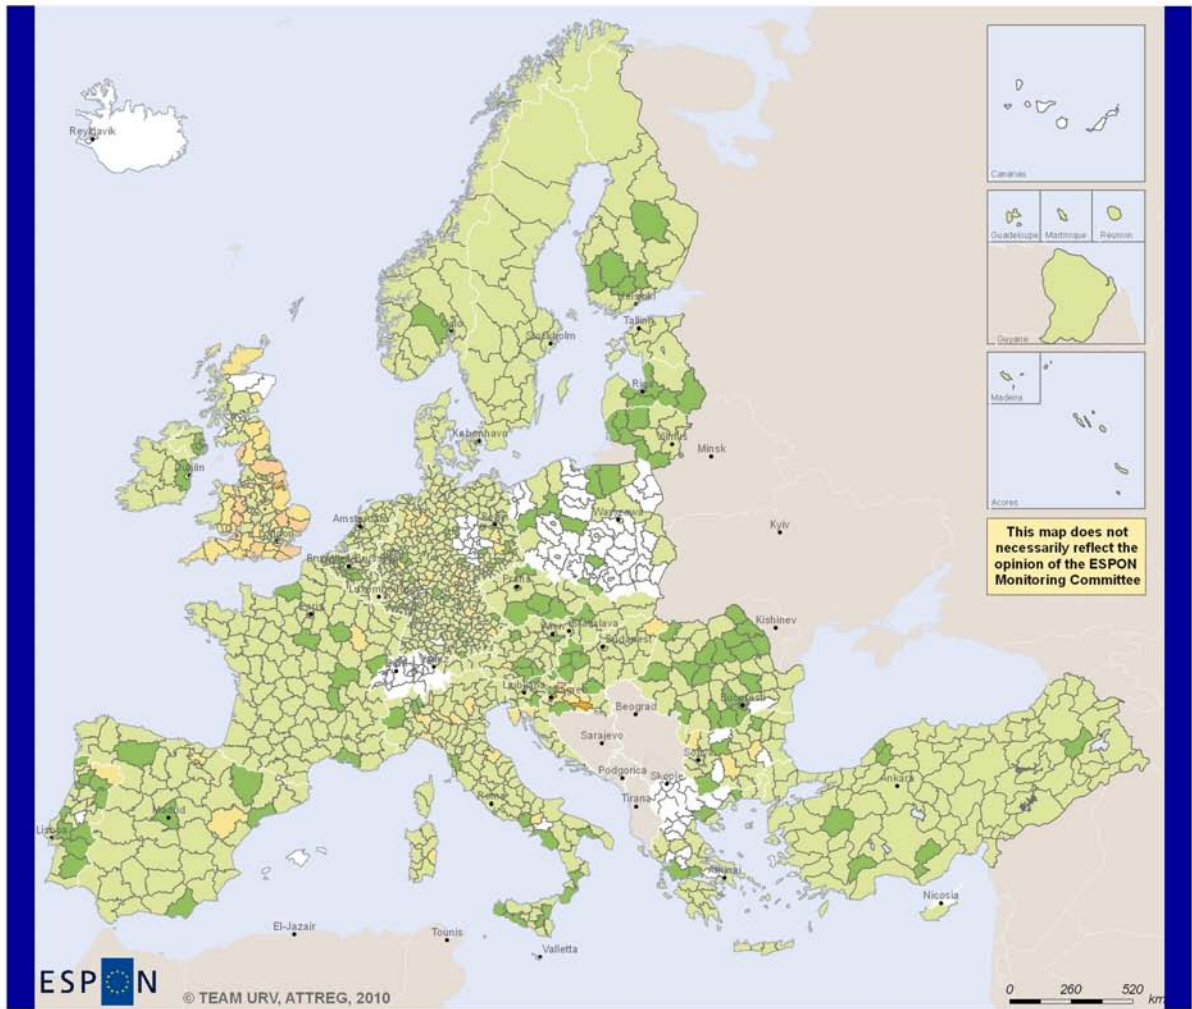 Reykjavik
Canarias
Guadeloupe
Martinique
Réunion
Guyane
Madeira
Acores
This map does not
necessarily reflect the
opinion of the ESPON
Monitoring Committee
Oslo
Helsinki
Tallinn
Stockholm
Riga
København
Vilnius
Minsk
Dublin
Amsterdam
Warszawa
Kyiv
Paris
Praha
Kishinev
Wien
Bratislava
Budapest
Ljubljana
Zagreb
Beograd
Bucuresti
Sarajevo
Sofia
Podgorica
Skopje
Tirana
Ankara
Roma
Madrid
Lisboa
Athinai
Nicosia
El-Jazair
Tounis
Valletta
ESPON
© TEAM URV, ATTREG, 2010
0 260 520
km